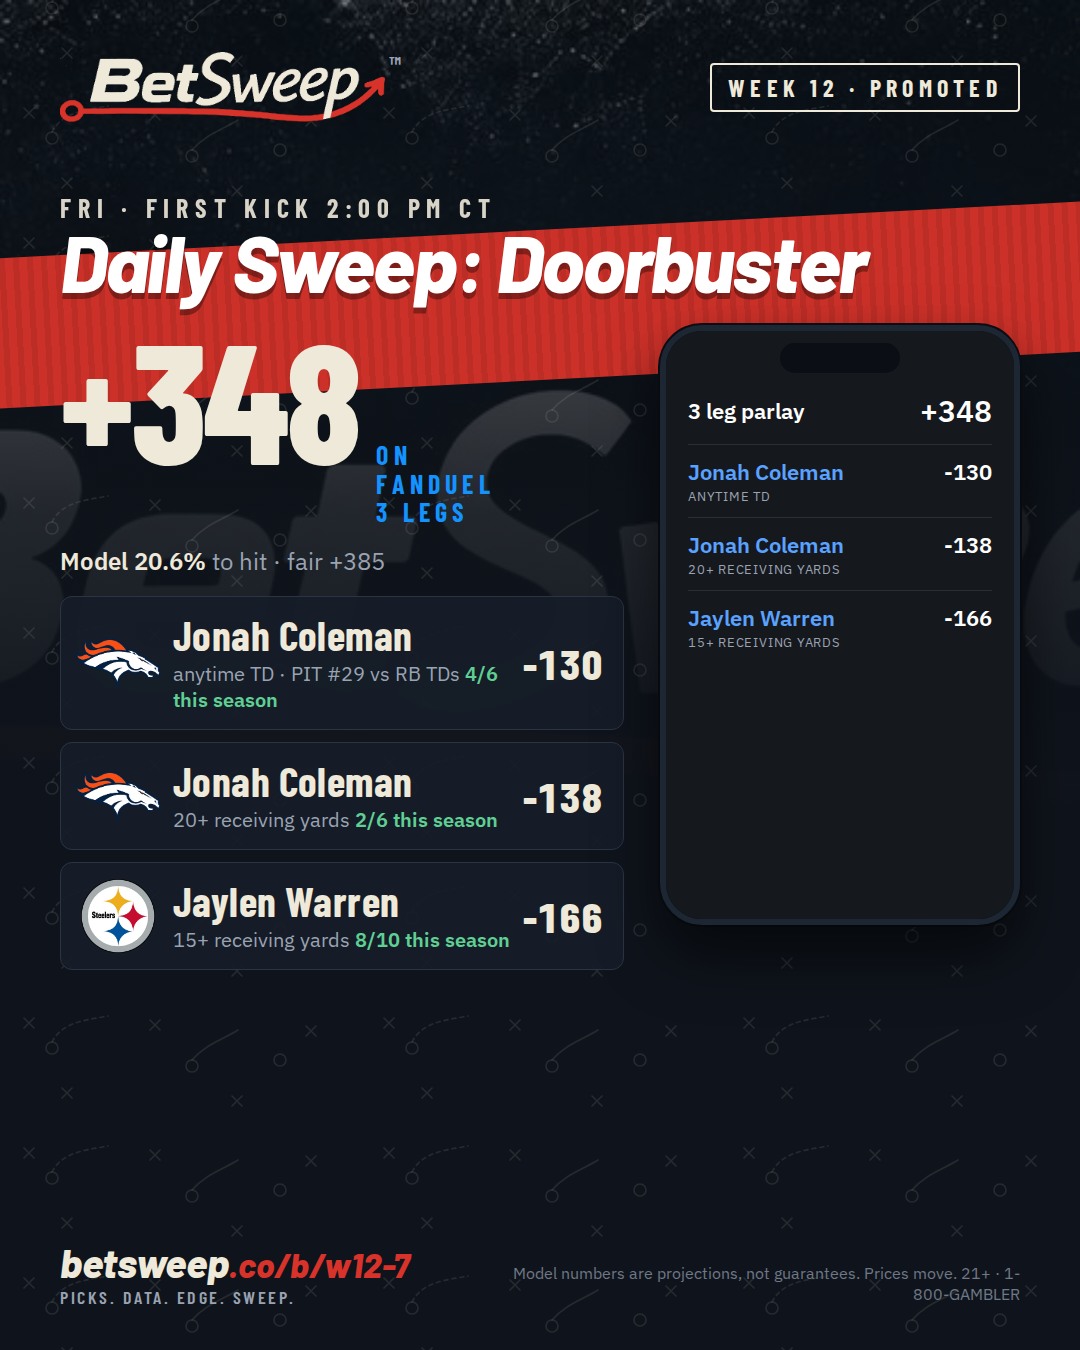 BetSweep™
WEEK 12 · PROMOTED
FRI · FIRST KICK 2:00 PM CT
Daily Sweep: Doorbuster
+348
ON
FANDUEL
3 LEGS
Model 20.6% to hit · fair +385
Jonah Coleman
anytime TD · PIT #29 vs RB TDs 4/6
this season
-130
Jonah Coleman
20+ receiving yards 2/6 this season
-138
Steelers
Jaylen Warren
15+ receiving yards 8/10 this season
-166
3 leg parlay +348
Jonah Coleman -130
ANYTIME TD
Jonah Coleman -138
20+ RECEIVING YARDS
Jaylen Warren -166
15+ RECEIVING YARDS
betsweep.co/b/w12-7
PICKS. DATA. EDGE. SWEEP.
Model numbers are projections, not guarantees. Prices move. 21+ · 1-
800-GAMBLER